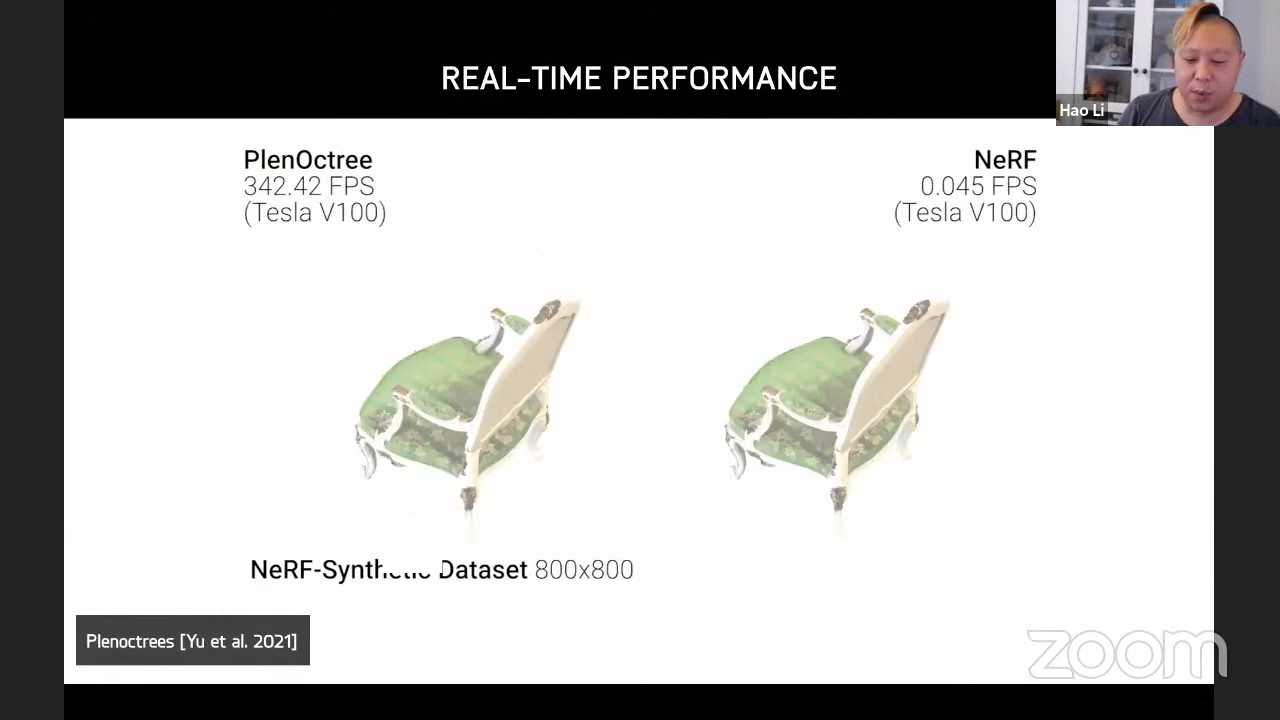 REAL-TIME PERFORMANCE
Hao Li
PlenOctree
342.42 FPS
(Tesla V100)
NeRF
0.045 FPS
(Tesla V100)
NeRF-Synthetic Dataset 800x800
Plenoctrees [Yu et al. 2021]
zoom